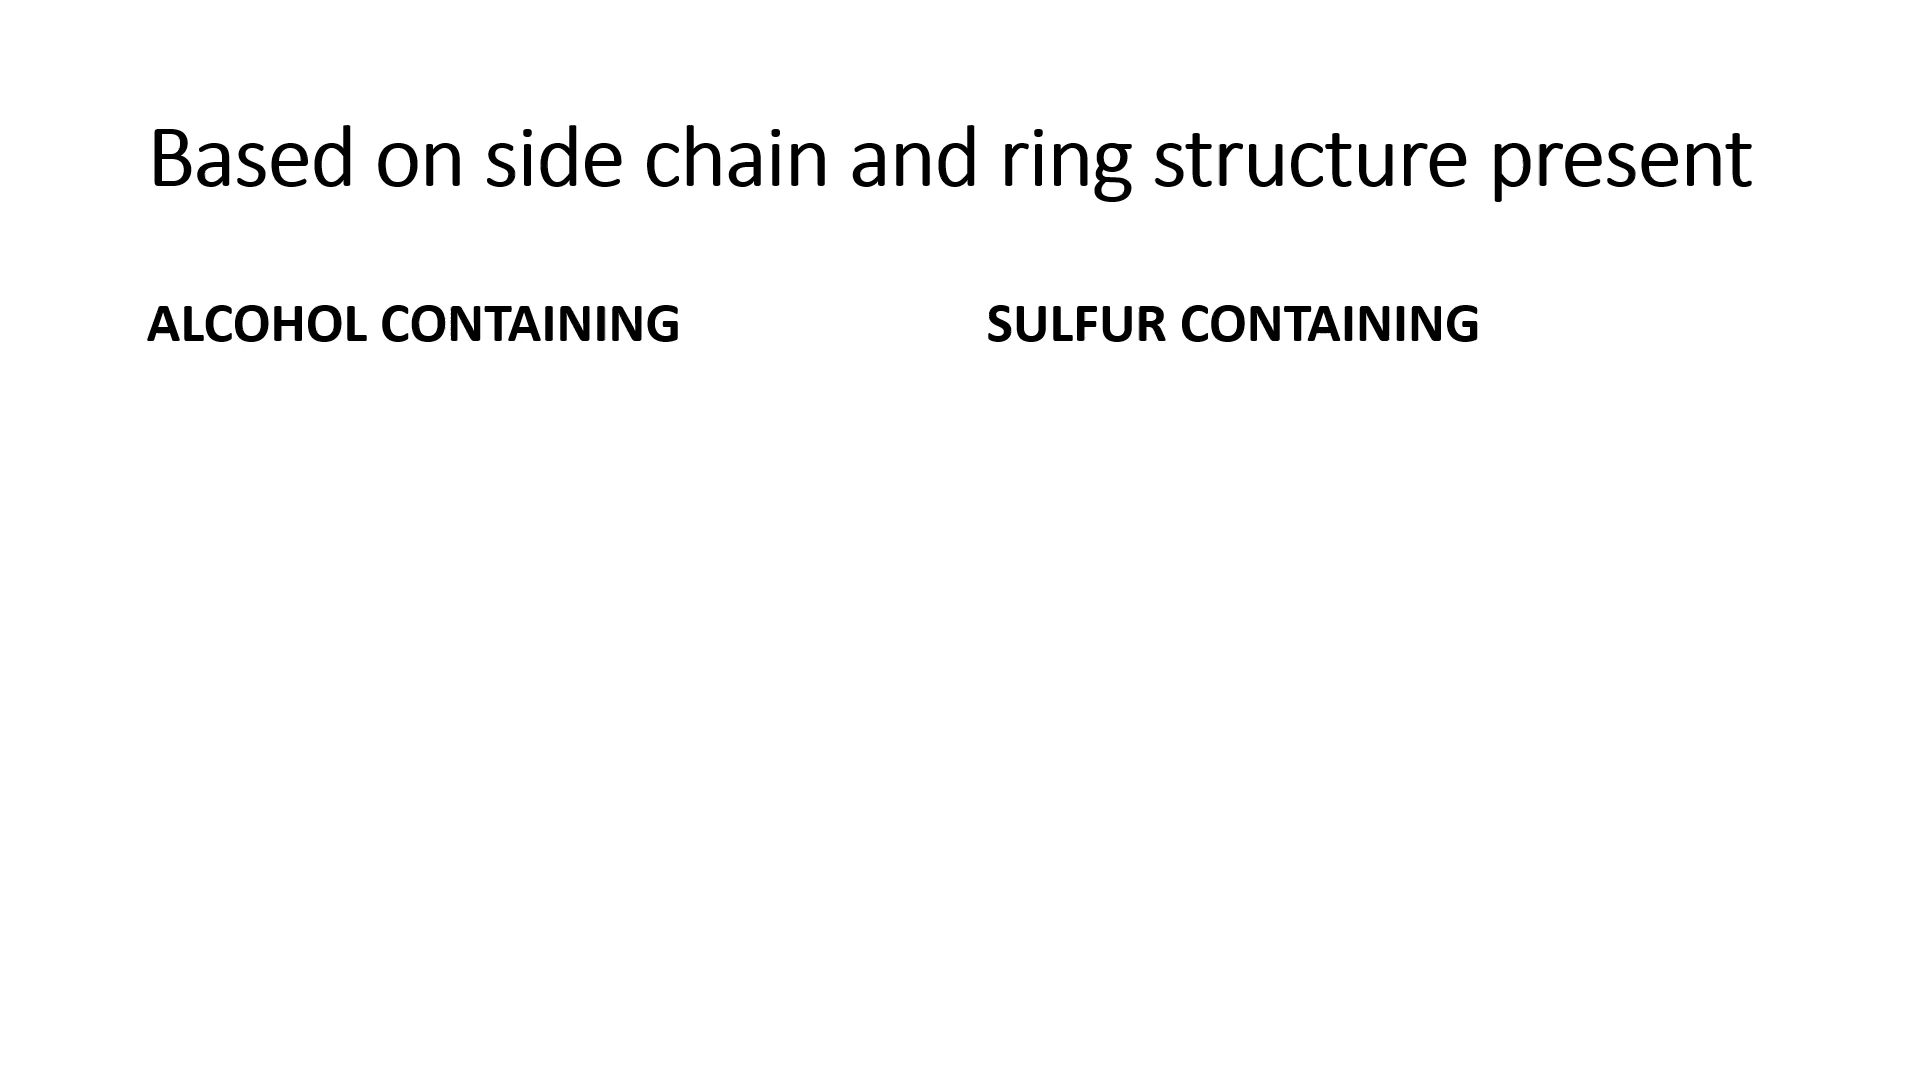 Based on side chain and ring structure present
ALCOHOL CONTAINING
SULFUR CONTAINING